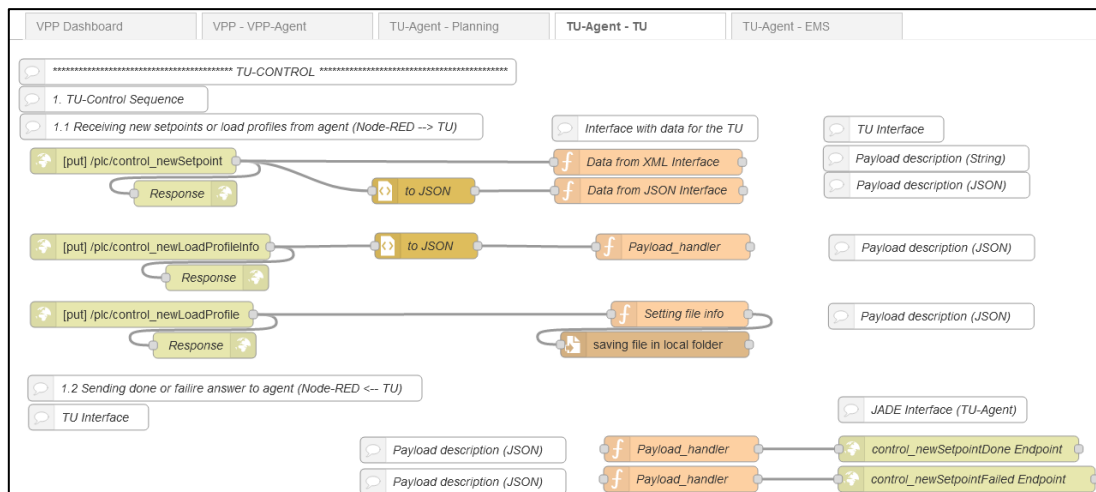 VPP Dashboard VPP - VPP-Agent TU-Agent - Planning TU-Agent - TU TU-Agent - EMS
****************************************** TU-CONTROL ********************************************
1. TU-Control Sequence
1.1 Receiving new setpoints or load profiles from agent (Node-RED --> TU) Interface with data for the TU TU Interface
[put] /plc/control_newSetpoint Data from XML Interface Payload description (String)
Response to JSON Data from JSON Interface Payload description (JSON)
[put] /plc/control_newLoadProfileInfo to JSON Payload_handler Payload description (JSON)
Response
[put] /plc/control_newLoadProfile Setting file info Payload description (JSON)
Response saving file in local folder
1.2 Sending done or failire answer to agent (Node-RED <-- TU)
TU Interface JADE Interface (TU-Agent)
Payload description (JSON) Payload_handler control_newSetpointDone Endpoint
Payload description (JSON) Payload_handler control_newSetpointFailed Endpoint